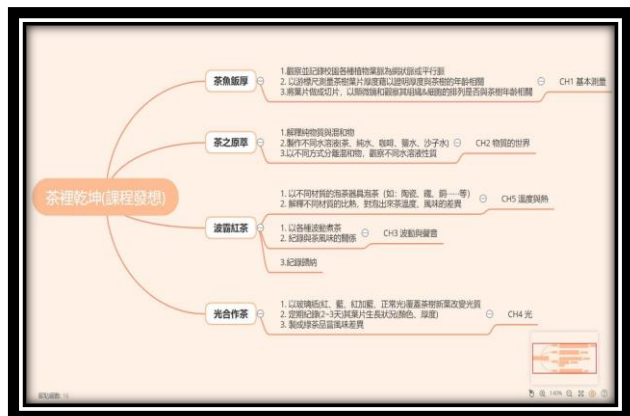 茶裡乾坤(課程發想)
茶魚飯厚
1.觀察並記錄校園各種植物葉脈為網狀脈或平行脈
2. 以游標尺測量茶樹葉片厚度藉以證明厚度與茶樹的年齡相關
3.將葉片做成切片，以顯微鏡和觀察其組織&細胞的排列是否與茶樹年齡相關
CH1 基本測量
茶之原萃
1.解釋純物質與混和物
2.製作不同水溶液(茶、純水、咖啡、鹽水、沙子水)
3.以不同方式分離混和物，觀察不同水溶液性質
CH2 物質的世界
波霸紅茶
1. 以不同材質的泡茶器具泡茶 (如：陶瓷、鐵、銅……等)
2. 解釋不同材質的比熱，對泡出來茶溫度、風味的差異
CH5 溫度與熱
1. 以各種波動煮茶
2. 紀錄與茶風味的關係
CH3 波動與聲音
3.紀錄歸納
光合作茶
1. 以玻璃紙(紅、藍、紅加藍、正常光)覆蓋茶樹新葉改變光質
2. 定期紀錄(2~3天)其葉片生長狀況(顏色、厚度)
3. 製成綠茶品嘗風味差異
CH4 光